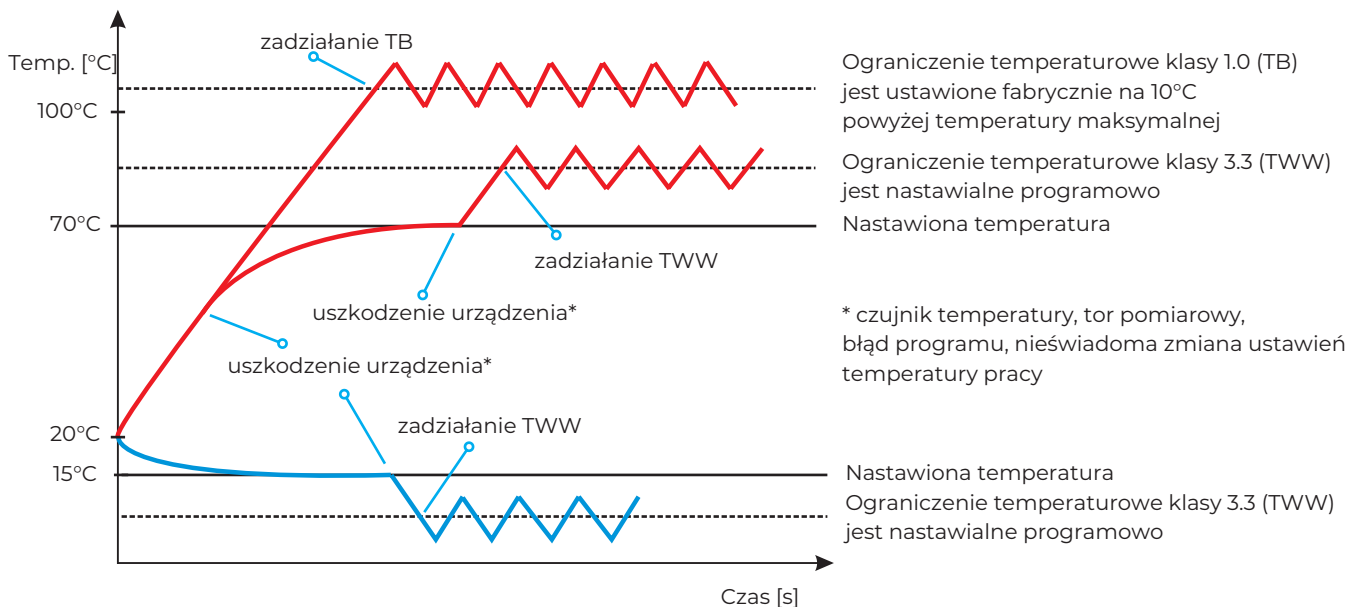 zadziałanie TB
Temp. [°C]
100°C
70°C
20°C
15°C
zadziałanie TWW
uszkodzenie urządzenia*
uszkodzenie urządzenia*
zadziałanie TWW
Czas [s]
Ograniczenie temperaturowe klasy 1.0 (TB)
jest ustawione fabrycznie na 10°C
powyżej temperatury maksymalnej
Ograniczenie temperaturowe klasy 3.3 (TWW)
jest nastawialne programowo
Nastawiona temperatura
* czujnik temperatury, tor pomiarowy,
błąd programu, nieświadoma zmiana ustawień
temperatury pracy
Nastawiona temperatura
Ograniczenie temperaturowe klasy 3.3 (TWW)
jest nastawialne programowo